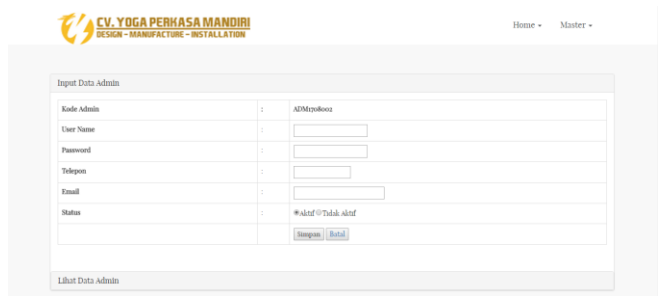 CV. YOGA PERKASA MANDIRI
DESIGN – MANUFACTURE – INSTALLATION
Home Master
Input Data Admin
Kode Admin : ADM1708002
User Name :
Password :
Telepon :
Email :
Status : Aktif Tidak Aktif
Simpan Batal
Lihat Data Admin